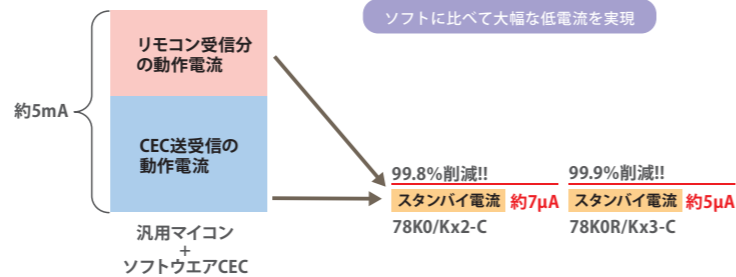 ソフトに比べて大幅な低電流を実現
リモコン受信分
の動作電流
約5mA
CEC送受信の
動作電流
汎用マイコン
+
ソフトウエアCEC
99.8%削減!!
スタンバイ電流 約7μA
78K0/Kx2-C
99.9%削減!!
スタンバイ電流 約5μA
78K0R/Kx3-C